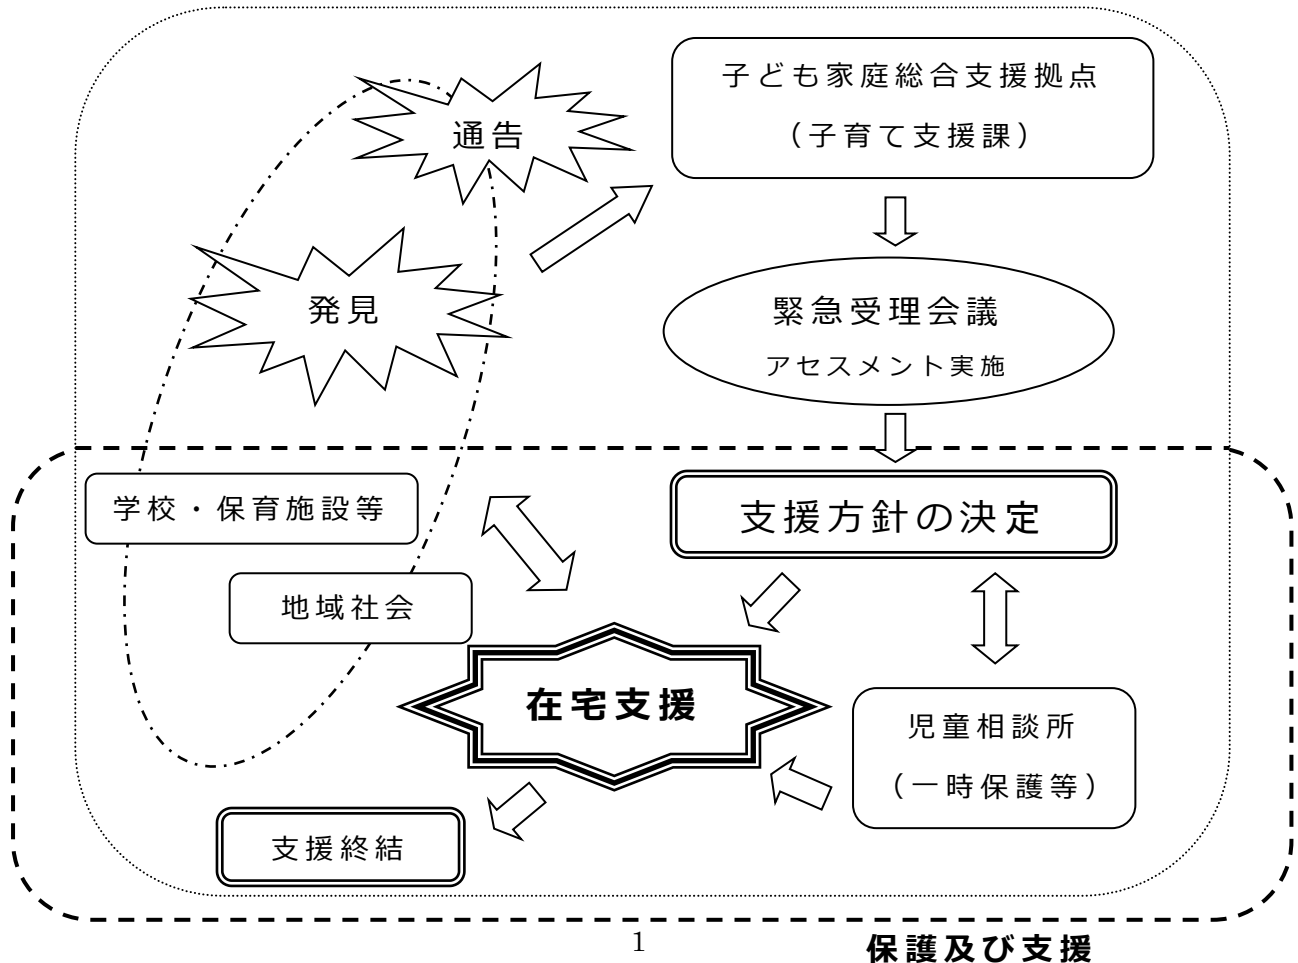 子ども家庭総合支援拠点
（子育て支援課）
通告
発見
緊急受理会議
アセスメント実施
学校・保育施設等
支援方針の決定
地域社会
在宅支援
児童相談所
（一時保護等）
支援終結
1
保護及び支援